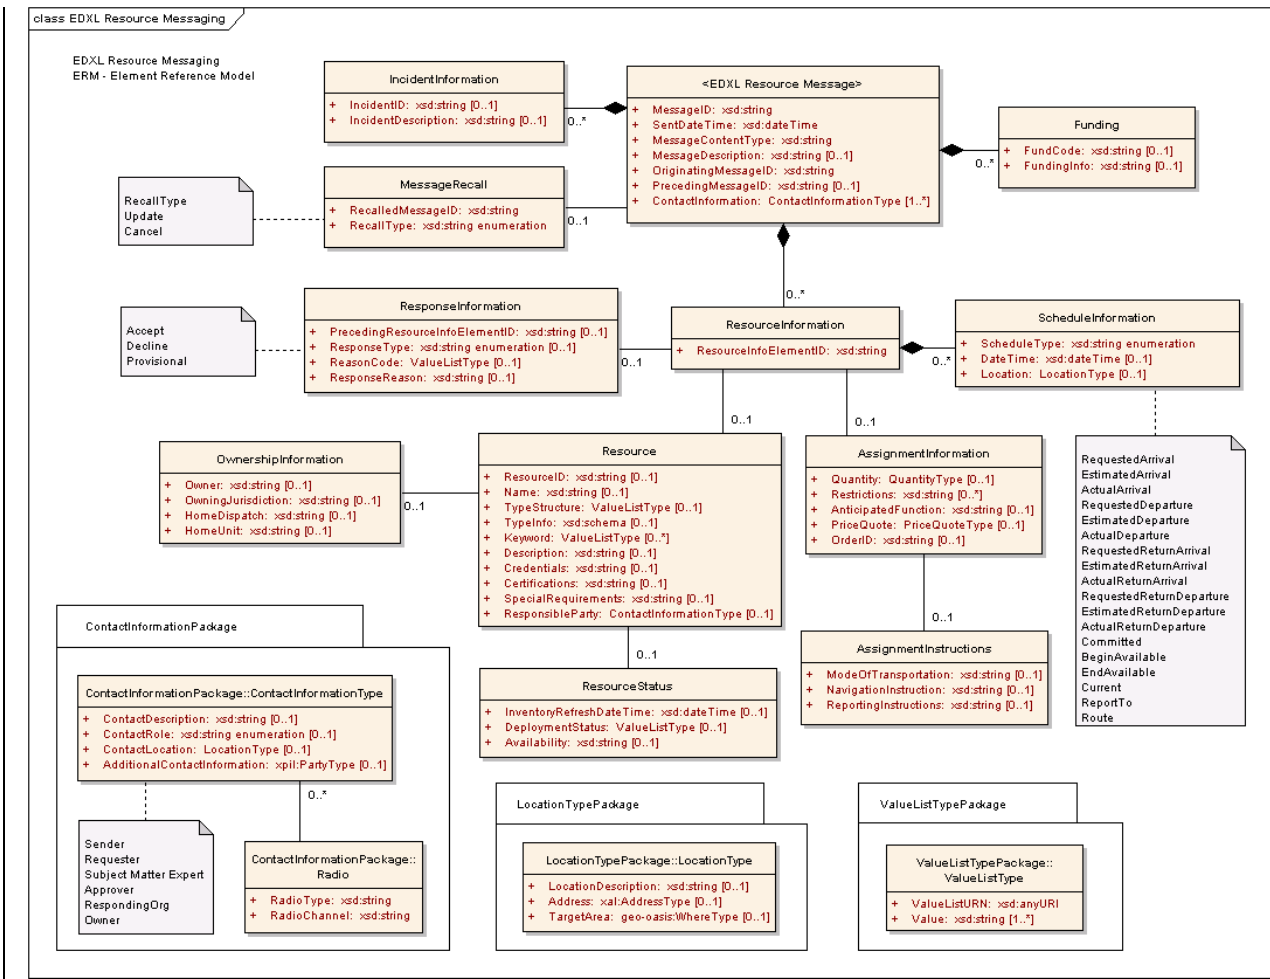 class EDXL Resource Messaging
EDXL Resource Messaging
ERM - Element Reference Model
IncidentInformation
+ IncidentID: xsd:string [0..1]
+ IncidentDescription: xsd:string [0..1]
0..*
<EDXL Resource Message>
+ MessageID: xsd:string
+ SentDateTime: xsd:dateTime
+ MessageContentType: xsd:string
+ MessageDescription: xsd:string [0..1]
+ OriginatingMessageID: xsd:string
+ PrecedingMessageID: xsd:string [0..1]
+ ContactInformation: ContactInformationType [1..*]
Funding
+ FundCode: xsd:string [0..1]
+ FundingInfo: xsd:string [0..1]
0..*
RecallType
Update
Cancel
MessageRecall
+ RecalledMessageID: xsd:string
+ RecallType: xsd:string enumeration
0..1
0..*
Accept
Decline
Provisional
ResponseInformation
+ PrecedingResourceInfoElementID: xsd:string [0..1]
+ ResponseType: xsd:string enumeration [0..1]
+ ReasonCode: ValueListType [0..1]
+ ResponseReason: xsd:string [0..1]
0..1
ResourceInformation
+ ResourceInfoElementID: xsd:string
0..*
ScheduleInformation
+ ScheduleType: xsd:string enumeration
+ DateTime: xsd:dateTime [0..1]
+ Location: LocationType [0..1]
0..1
0..1
OwnershipInformation
+ Owner: xsd:string [0..1]
+ OwningJurisdiction: xsd:string [0..1]
+ HomeDispatch: xsd:string [0..1]
+ HomeUnit: xsd:string [0..1]
0..1
Resource
+ ResourceID: xsd:string [0..1]
+ Name: xsd:string [0..1]
+ TypeStructure: ValueListType [0..1]
+ TypeInfo: xsd:schema [0..1]
+ Keyword: ValueListType [0..*]
+ Description: xsd:string [0..1]
+ Credentials: xsd:string [0..1]
+ Certifications: xsd:string [0..1]
+ SpecialRequirements: xsd:string [0..1]
+ ResponsibleParty: ContactInformationType [0..1]
AssignmentInformation
+ Quantity: QuantityType [0..1]
+ Restrictions: xsd:string [0..*]
+ AnticipatedFunction: xsd:string [0..1]
+ PriceQuote: PriceQuoteType [0..1]
+ OrderID: xsd:string [0..1]
RequestedArrival
EstimatedArrival
ActualArrival
RequestedDeparture
EstimatedDeparture
ActualDeparture
RequestedReturnArrival
EstimatedReturnArrival
ActualReturnArrival
RequestedReturnDeparture
EstimatedReturnDeparture
ActualReturnDeparture
Committed
BeginAvailable
EndAvailable
Current
ReportTo
Route
0..1
0..1
ResourceStatus
+ InventoryRefreshDateTime: xsd:dateTime [0..1]
+ DeploymentStatus: ValueListType [0..1]
+ Availability: xsd:string [0..1]
AssignmentInstructions
+ ModeOfTransportation: xsd:string [0..1]
+ NavigationInstruction: xsd:string [0..1]
+ ReportingInstructions: xsd:string [0..1]
ContactInformationPackage
ContactInformationPackage::ContactInformationType
+ ContactDescription: xsd:string [0..1]
+ ContactRole: xsd:string enumeration [0..1]
+ ContactLocation: LocationType [0..1]
+ AdditionalContactInformation: xpil:PartyType [0..1]
0..*
Sender
Requester
Subject Matter Expert
Approver
RespondingOrg
Owner
ContactInformationPackage::
Radio
+ RadioType: xsd:string
+ RadioChannel: xsd:string
LocationTypePackage
LocationTypePackage::LocationType
+ LocationDescription: xsd:string [0..1]
+ Address: xal:AddressType [0..1]
+ TargetArea: geo-oasis:WhereType [0..1]
ValueListTypePackage
ValueListTypePackage::
ValueListType
+ ValueListURN: xsd:anyURI
+ Value: xsd:string [1..*]